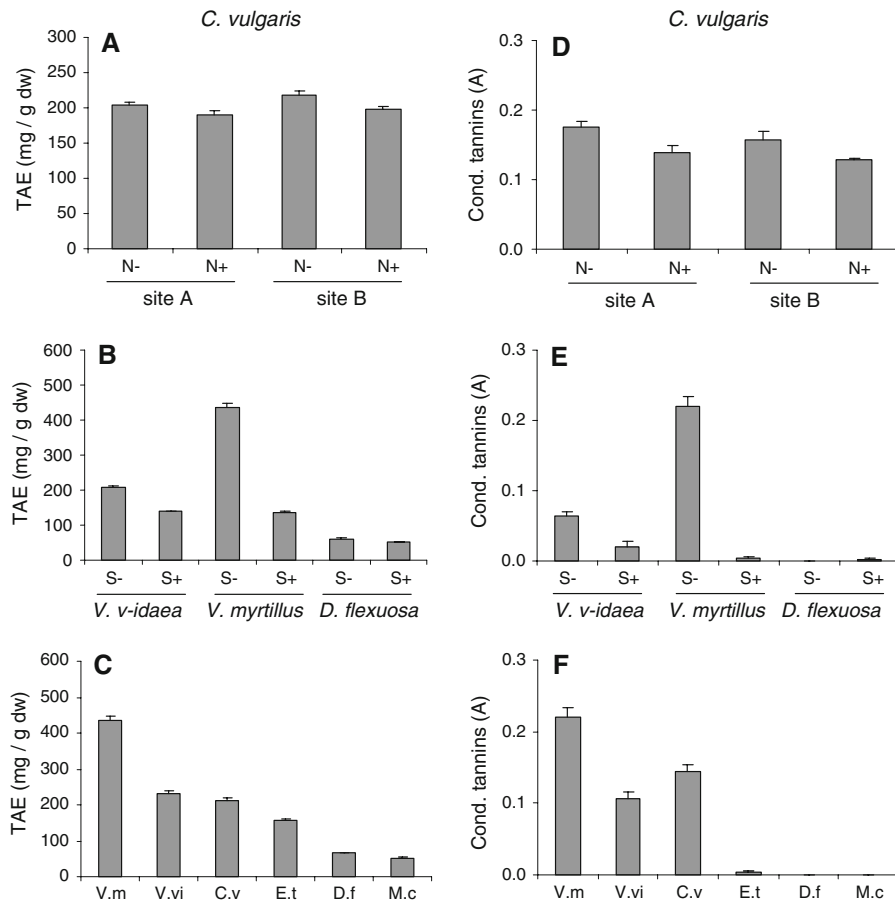 C. vulgaris
A
TAE (mg / g dw)
300
250
200
150
100
50
0
N- N+ N- N+
site A site B
C. vulgaris
D
Cond. tannins (A)
0.3
0.2
0.1
0.0
N- N+ N- N+
site A site B
B
TAE (mg / g dw)
600
500
400
300
200
100
0
S- S+ S- S+ S- S+
V. v-idaea V. myrtillus D. flexuosa
E
Cond. tannins (A)
0.3
0.2
0.1
0.0
S- S+ S- S+ S- S+
V. v-idaea V. myrtillus D. flexuosa
C
TAE (mg / g dw)
600
500
400
300
200
100
0
V.m V.vi C.v E.t D.f M.c
F
Cond. tannins (A)
0.3
0.2
0.1
0.0
V.m V.vi C.v E.t D.f M.c